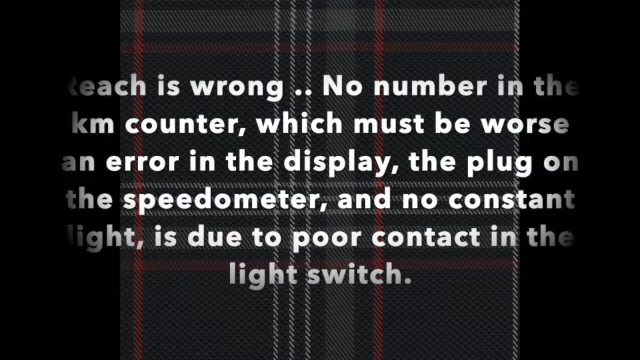 Reach is wrong .. No number in the
km counter, which must be worse
an error in the display, the plug on
the speedometer, and no constant
light, is due to poor contact in the
light switch.